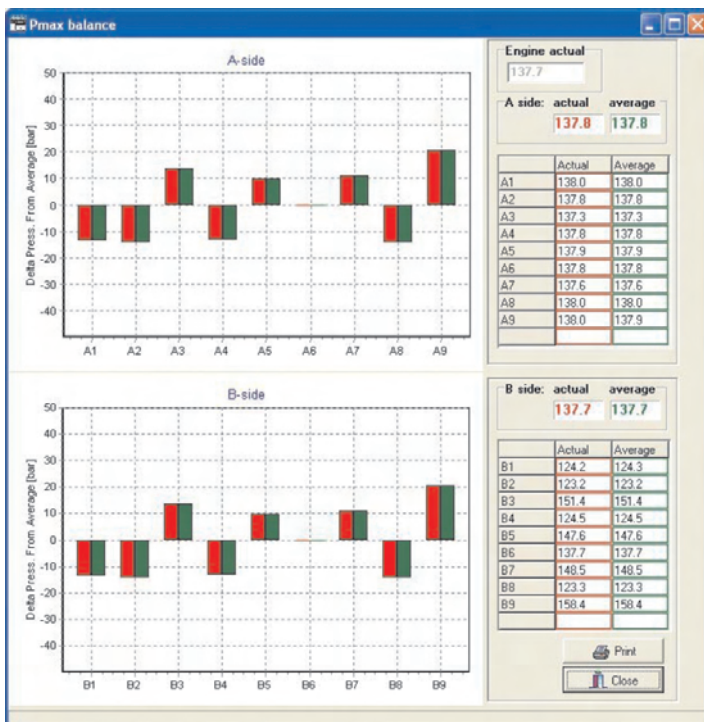 Pmax balance
A-side
Delta Press. From Average [bar]
50
40
30
20
10
0
-10
-20
-30
-40
A1 A2 A3 A4 A5 A6 A7 A8 A9
Engine actual
137.7
A side: actual average
137.8 137.8
Actual Average
A1 138.0 138.0
A2 137.8 137.8
A3 137.3 137.3
A4 137.8 137.8
A5 137.9 137.9
A6 137.8 137.8
A7 137.6 137.6
A8 138.0 138.0
A9 138.0 137.9
B-side
Delta Press. From Average [bar]
50
40
30
20
10
0
-10
-20
-30
-40
B1 B2 B3 B4 B5 B6 B7 B8 B9
B side: actual average
137.7 137.7
Actual Average
B1 124.2 124.3
B2 123.2 123.2
B3 151.4 151.4
B4 124.5 124.5
B5 147.6 147.6
B6 137.7 137.7
B7 148.5 148.5
B8 123.3 123.3
B9 158.4 158.4
Print
Close